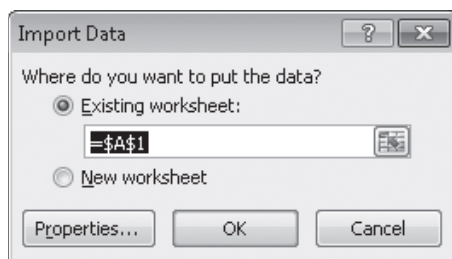 Import Data
Where do you want to put the data?
Existing worksheet:
=$A$1
New worksheet
Properties... OK Cancel